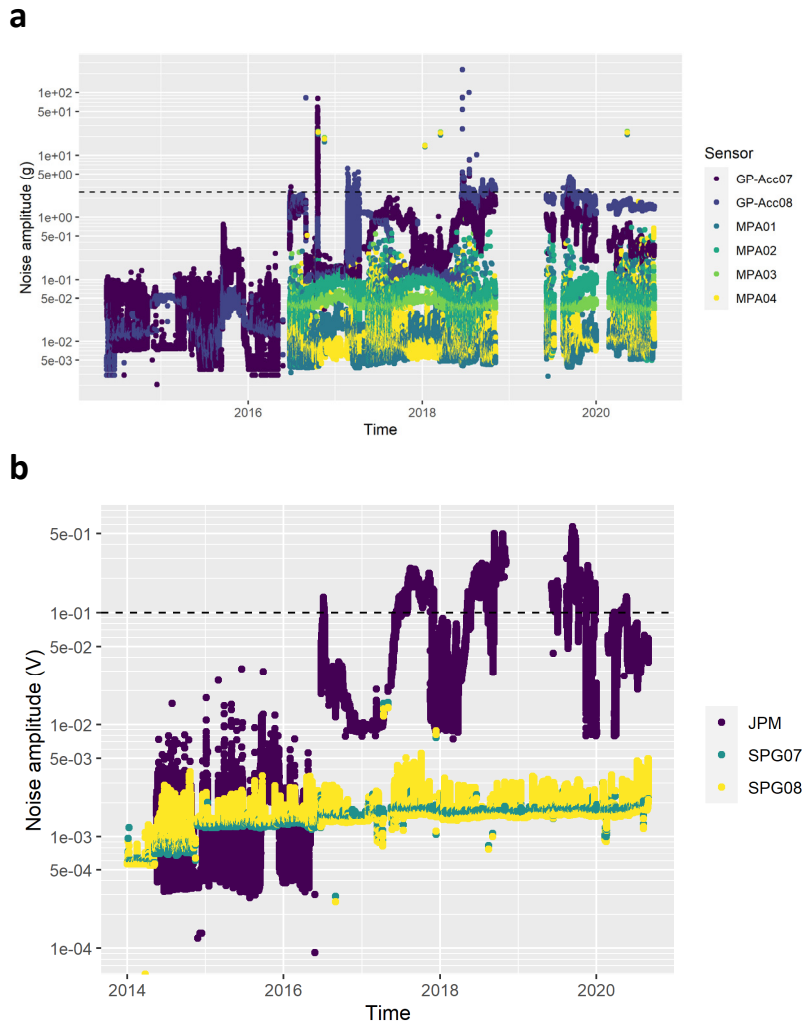 a
Noise amplitude (g)
1e+02
5e+01
1e+01
5e+00
1e+00
5e-01
1e-01
5e-02
1e-02
5e-03
2016
2018
2020
Time
Sensor
GP-Acc07
GP-Acc08
MPA01
MPA02
MPA03
MPA04
b
Noise amplitude (V)
5e-01
1e-01
5e-02
1e-02
5e-03
1e-03
5e-04
1e-04
2014
2015
2016
2018
2020
Time
JPM
SPG07
SPG08